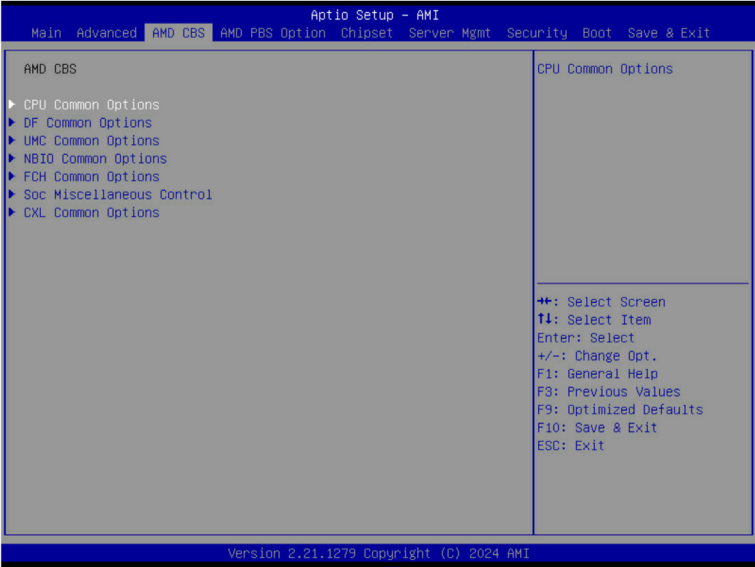 Aptio Setup - AMI
Main Advanced AMD CBS AMD PBS Option Chipset Server Mgmt Security Boot Save & Exit
AMD CBS
CPU Common Options
DF Common Options
UMC Common Options
NBIO Common Options
FCH Common Options
Soc Miscellaneous Control
CXL Common Options
CPU Common Options
→←: Select Screen
↑↓: Select Item
Enter: Select
+/-: Change Opt.
F1: General Help
F3: Previous Values
F9: Optimized Defaults
F10: Save & Exit
ESC: Exit
Version 2.21.1279 Copyright (C) 2024 AMI